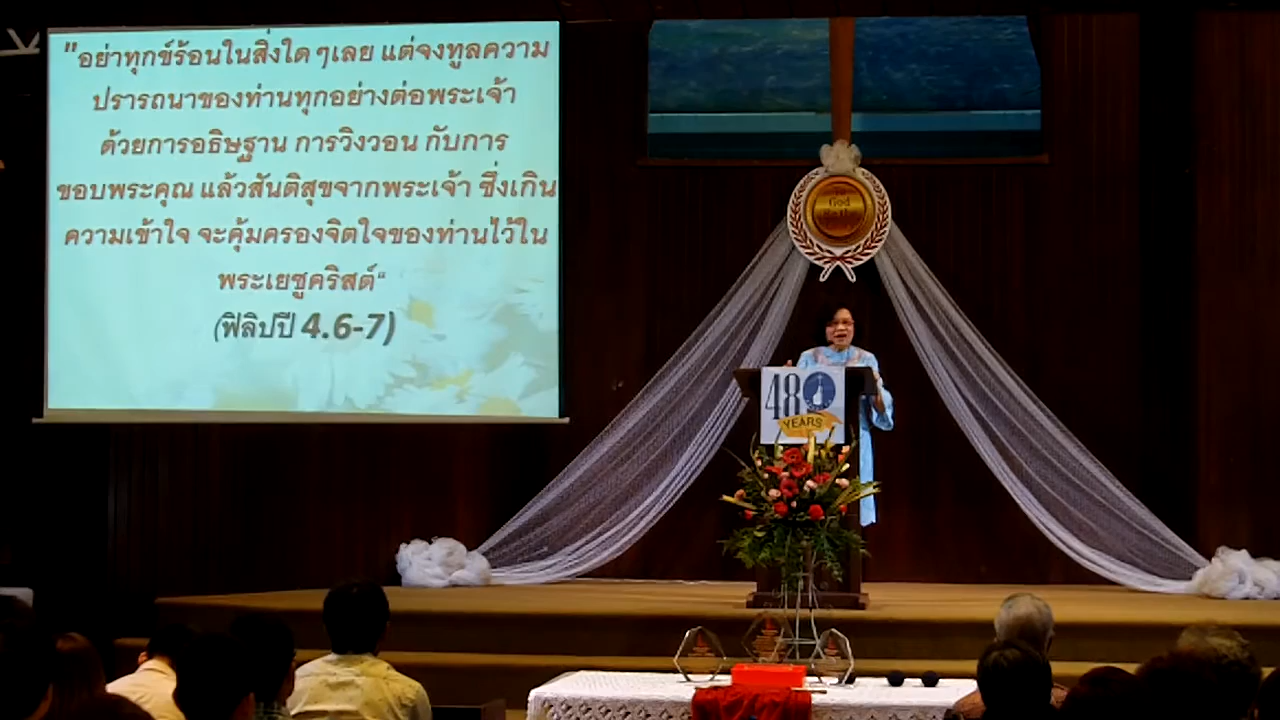 "อย่าทุกข์ร้อนในสิ่งใด ๆเลย แต่จงทูลความ
ปรารถนาของท่านทุกอย่างต่อพระเจ้า
ด้วยการอธิษฐาน การวิงวอน กับการ
ขอบพระคุณ แล้วสันติสุขจากพระเจ้า ซึ่งเกิน
ความเข้าใจ จะคุ้มครองจิตใจของท่านไว้ใน
พระเยซูคริสต์“
(ฟิลิปปี 4.6-7)
God
48
YEARS